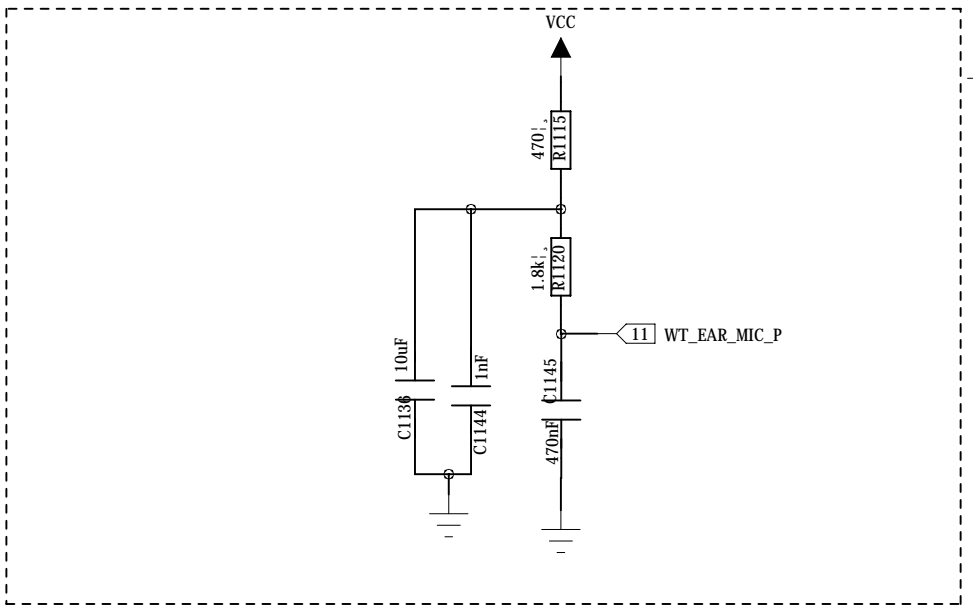 VCC
470¦¸
R1115
1.8k¦¸
R1120
11
WT_EAR_MIC_P
10uF
C1136
1nF
C1144
C1145
470nF